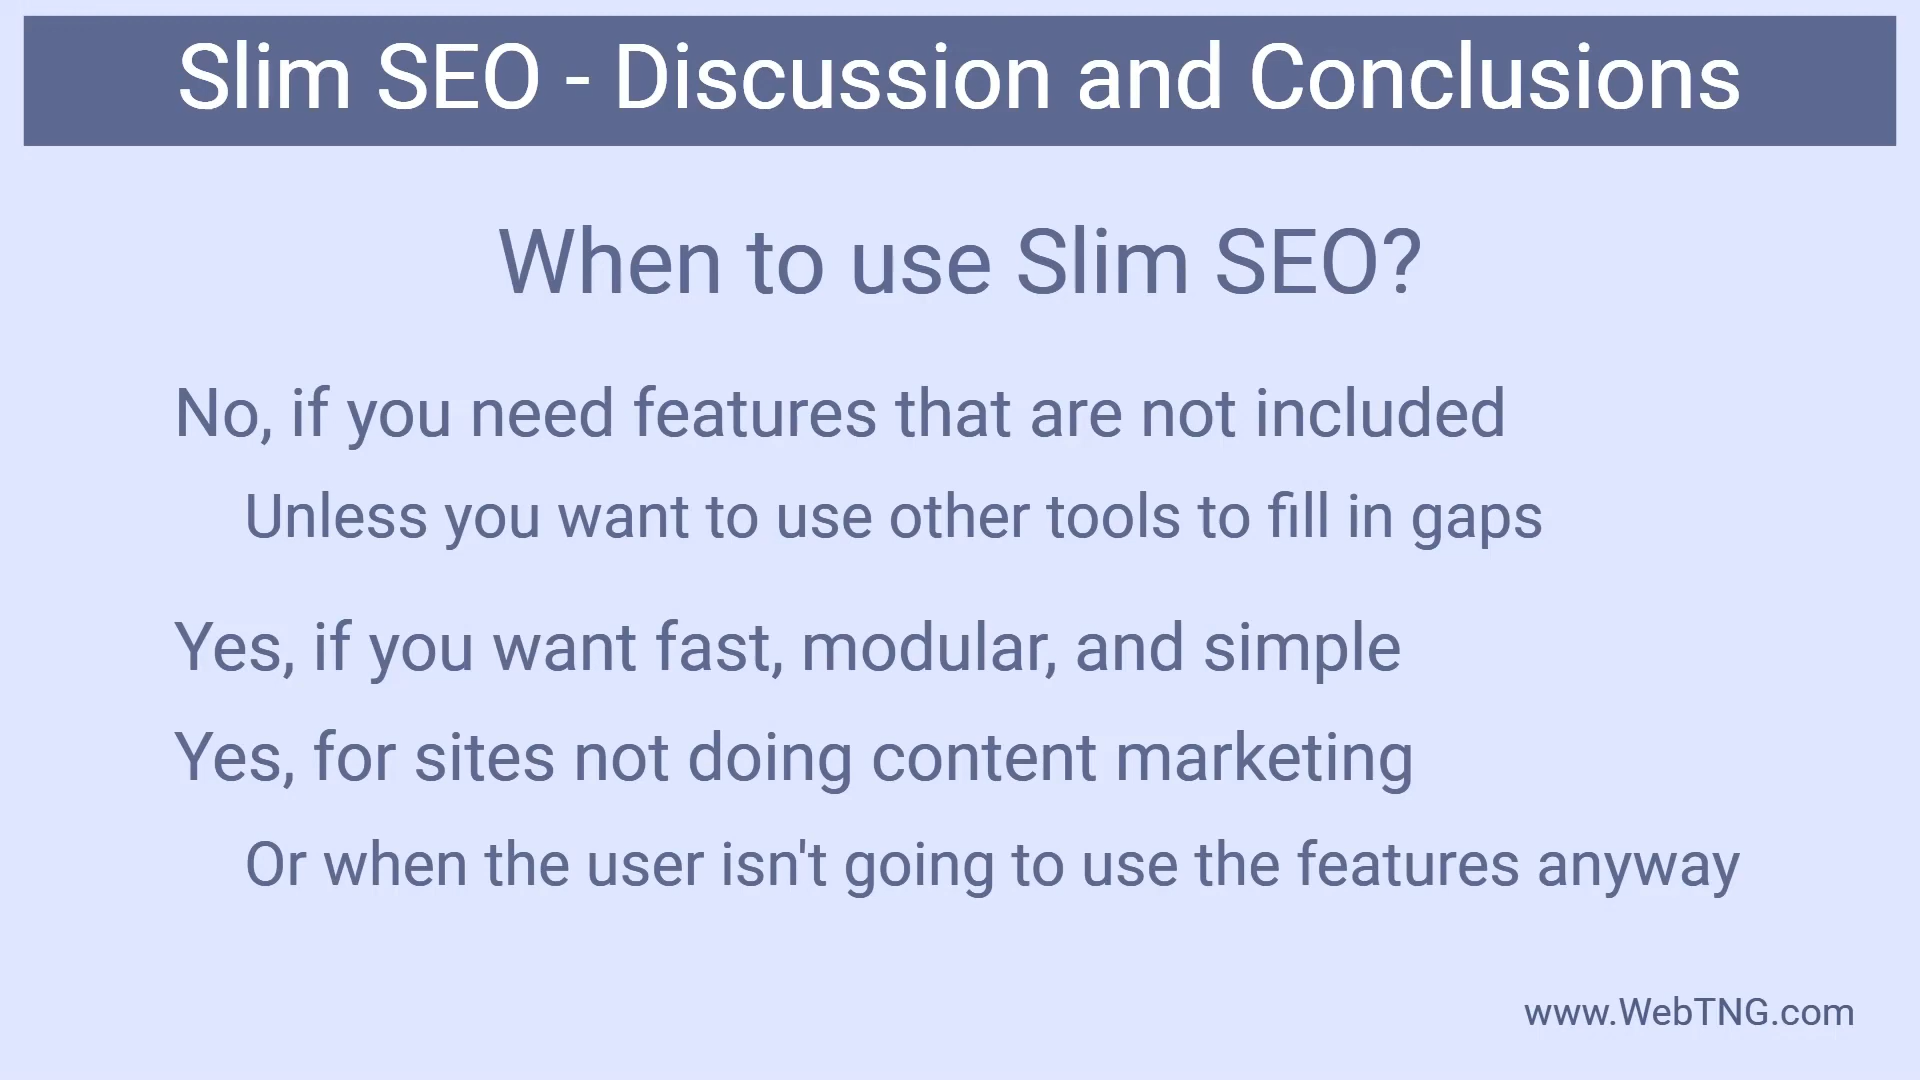 Slim SEO - Discussion and Conclusions
When to use Slim SEO?
No, if you need features that are not included
Unless you want to use other tools to fill in gaps
Yes, if you want fast, modular, and simple
Yes, for sites not doing content marketing
Or when the user isn't going to use the features anyway
www.WebTNG.com